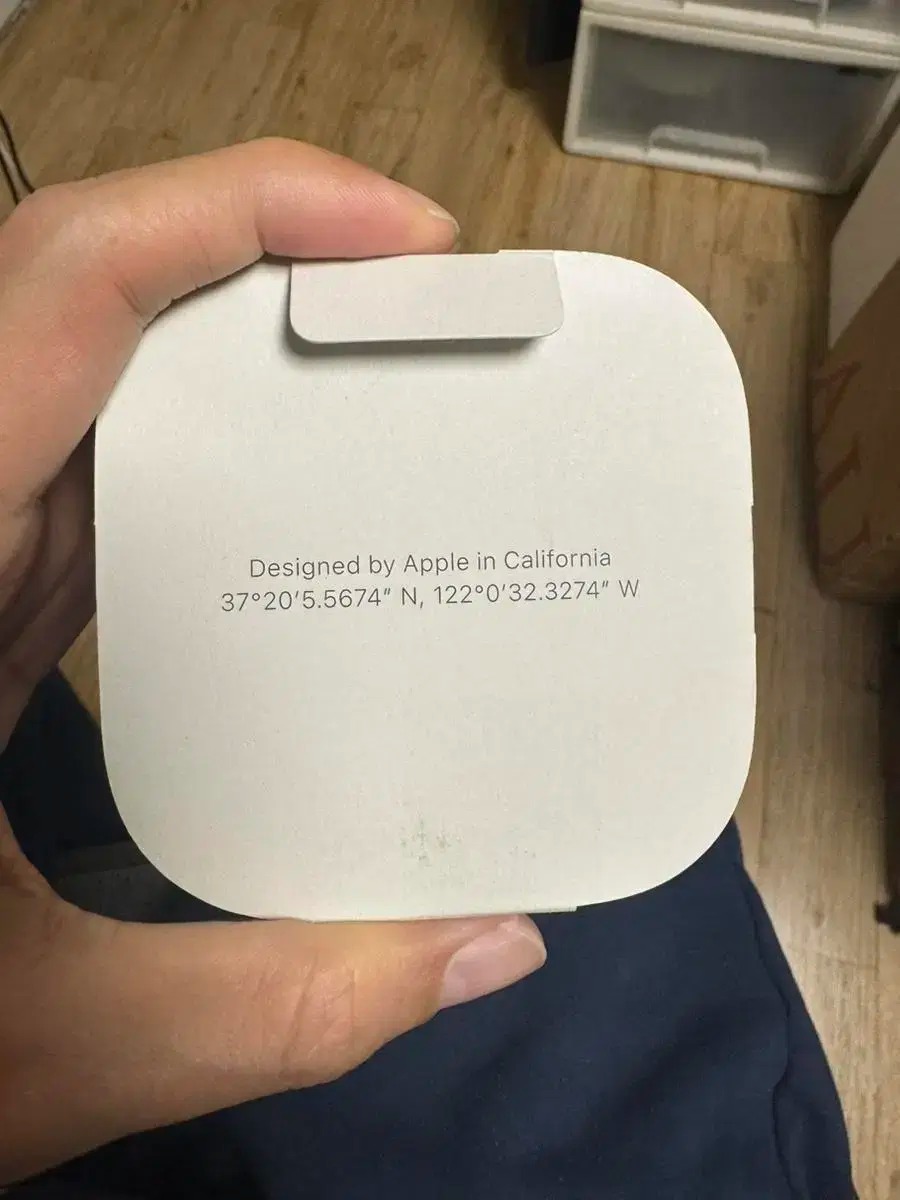 Designed by Apple in California
37°20′5.5674″ N, 122°0′32.3274″ W